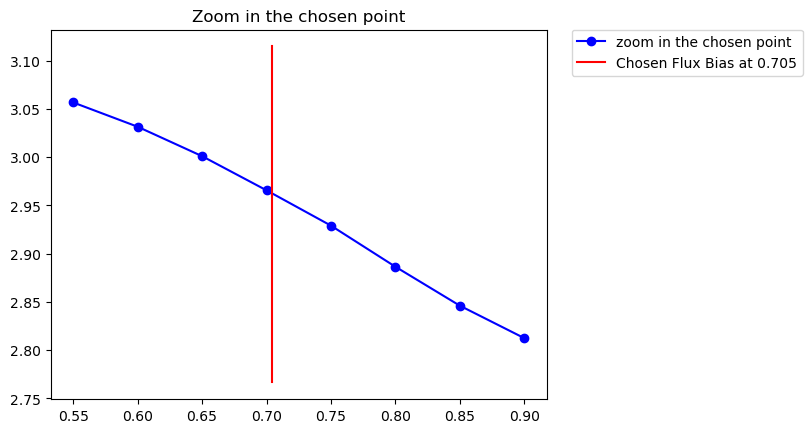 Zoom in the chosen point
zoom in the chosen point
Chosen Flux Bias at 0.705
3.10
3.05
3.00
2.95
2.90
2.85
2.80
2.75
0.55 0.60 0.65 0.70 0.75 0.80 0.85 0.90